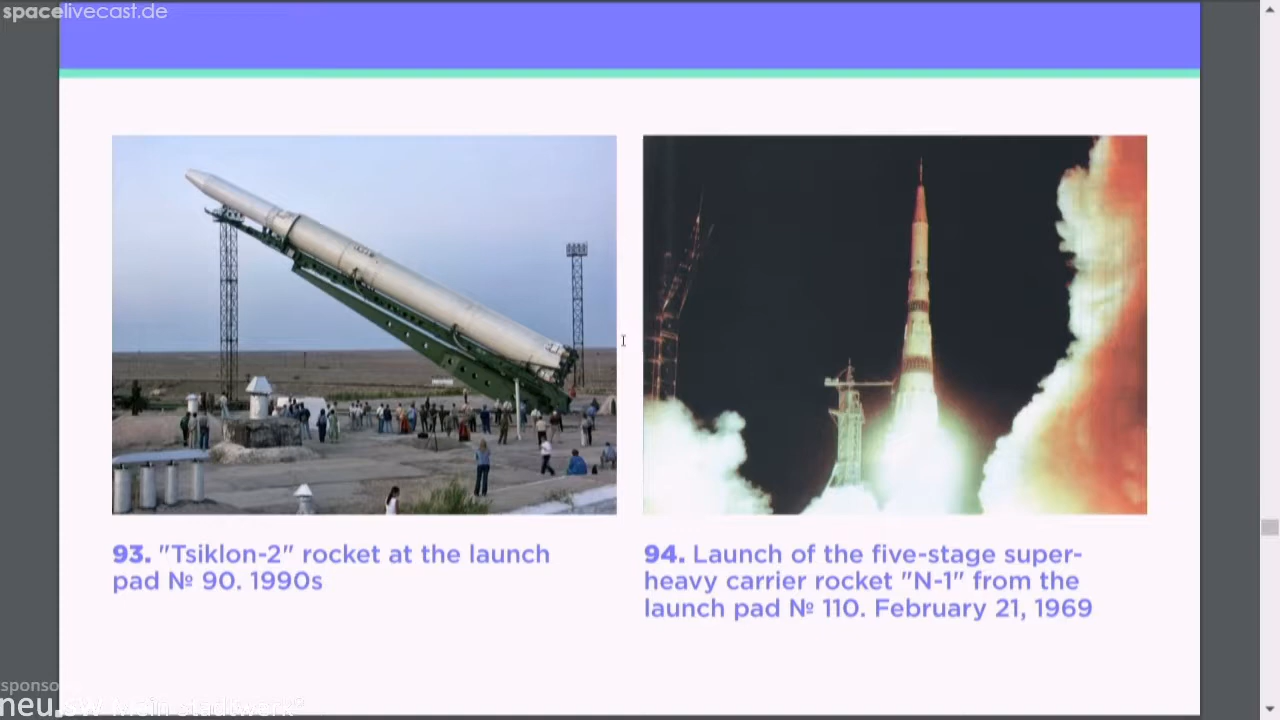 spacelivecast.de
93. "Tsiklon-2" rocket at the launch
pad № 90. 1990s
94. Launch of the five-stage super-
heavy carrier rocket "N-1" from the
launch pad № 110. February 21, 1969
neu.sw